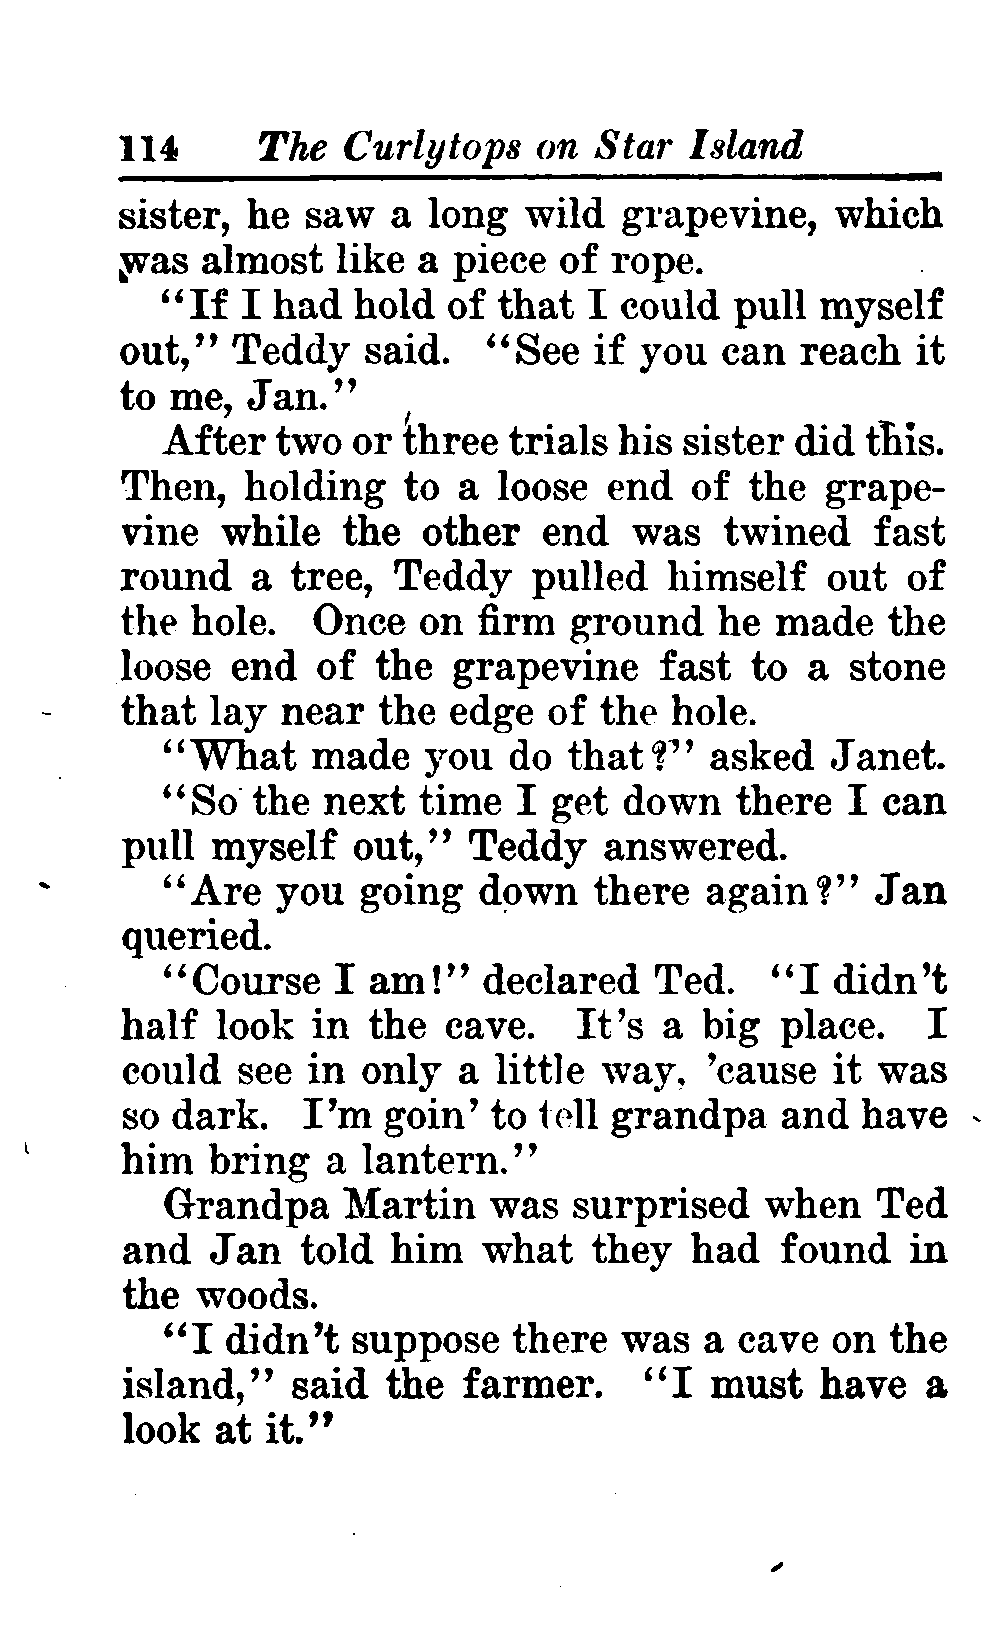 114 The Curlytops on Star Island
sister, he saw a long wild grapevine, which
was almost like a piece of rope.
"If I had hold of that I could pull myself
out," Teddy said. "See if you can reach it
to me, Jan."
After two or three trials his sister did this.
Then, holding to a loose end of the grape-
vine while the other end was twined fast
round a tree, Teddy pulled himself out of
the hole. Once on firm ground he made the
loose end of the grapevine fast to a stone
that lay near the edge of the hole.
"What made you do that?" asked Janet.
"So the next time I get down there I can
pull myself out," Teddy answered.
"Are you going down there again?" Jan
queried.
"Course I am!" declared Ted. "I didn't
half look in the cave. It's a big place. I
could see in only a little way, 'cause it was
so dark. I'm goin' to tell grandpa and have
him bring a lantern."
Grandpa Martin was surprised when Ted
and Jan told him what they had found in
the woods.
"I didn't suppose there was a cave on the
island," said the farmer. "I must have a
look at it."